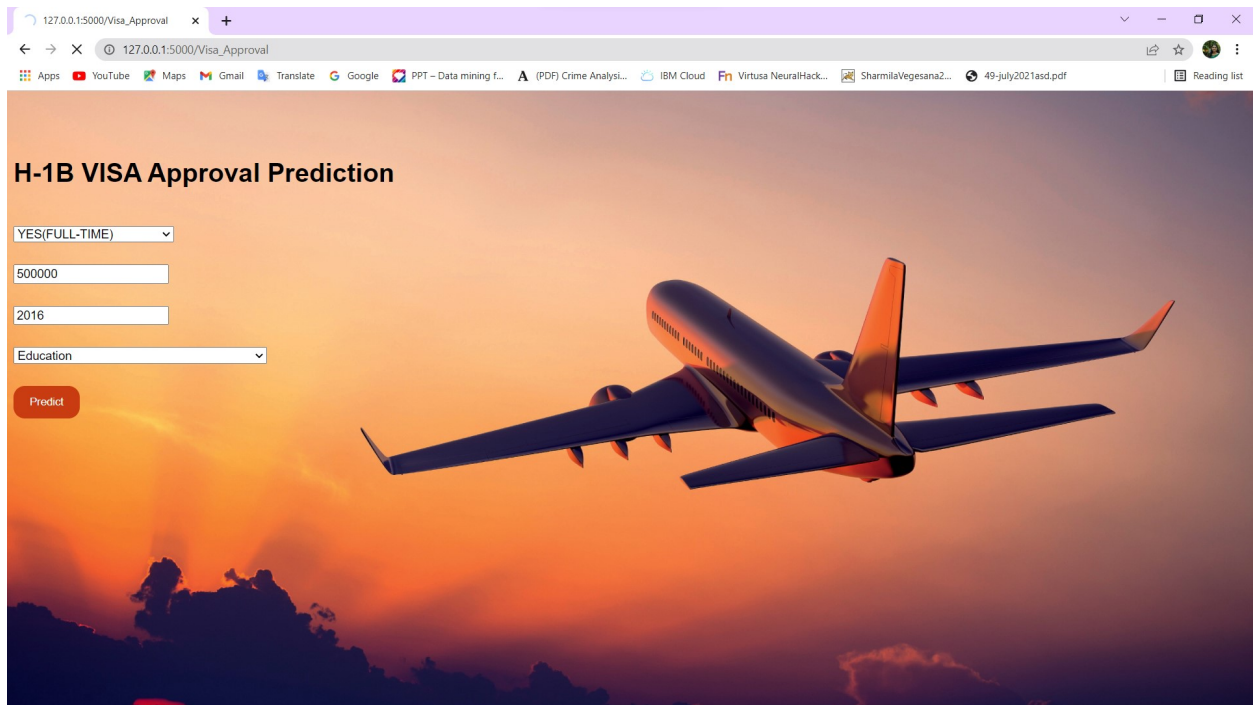 127.0.0.1:5000/Visa_Approval
127.0.0.1:5000/Visa_Approval
Apps YouTube Maps Gmail Translate Google PPT – Data mining f... (PDF) Crime Analysi... IBM Cloud Fn Virtusa NeuralHack... SharmilaVegesana2... 49-july2021asd.pdf Reading list
H-1B VISA Approval Prediction
YES(FULL-TIME)
500000
2016
Education
Predict